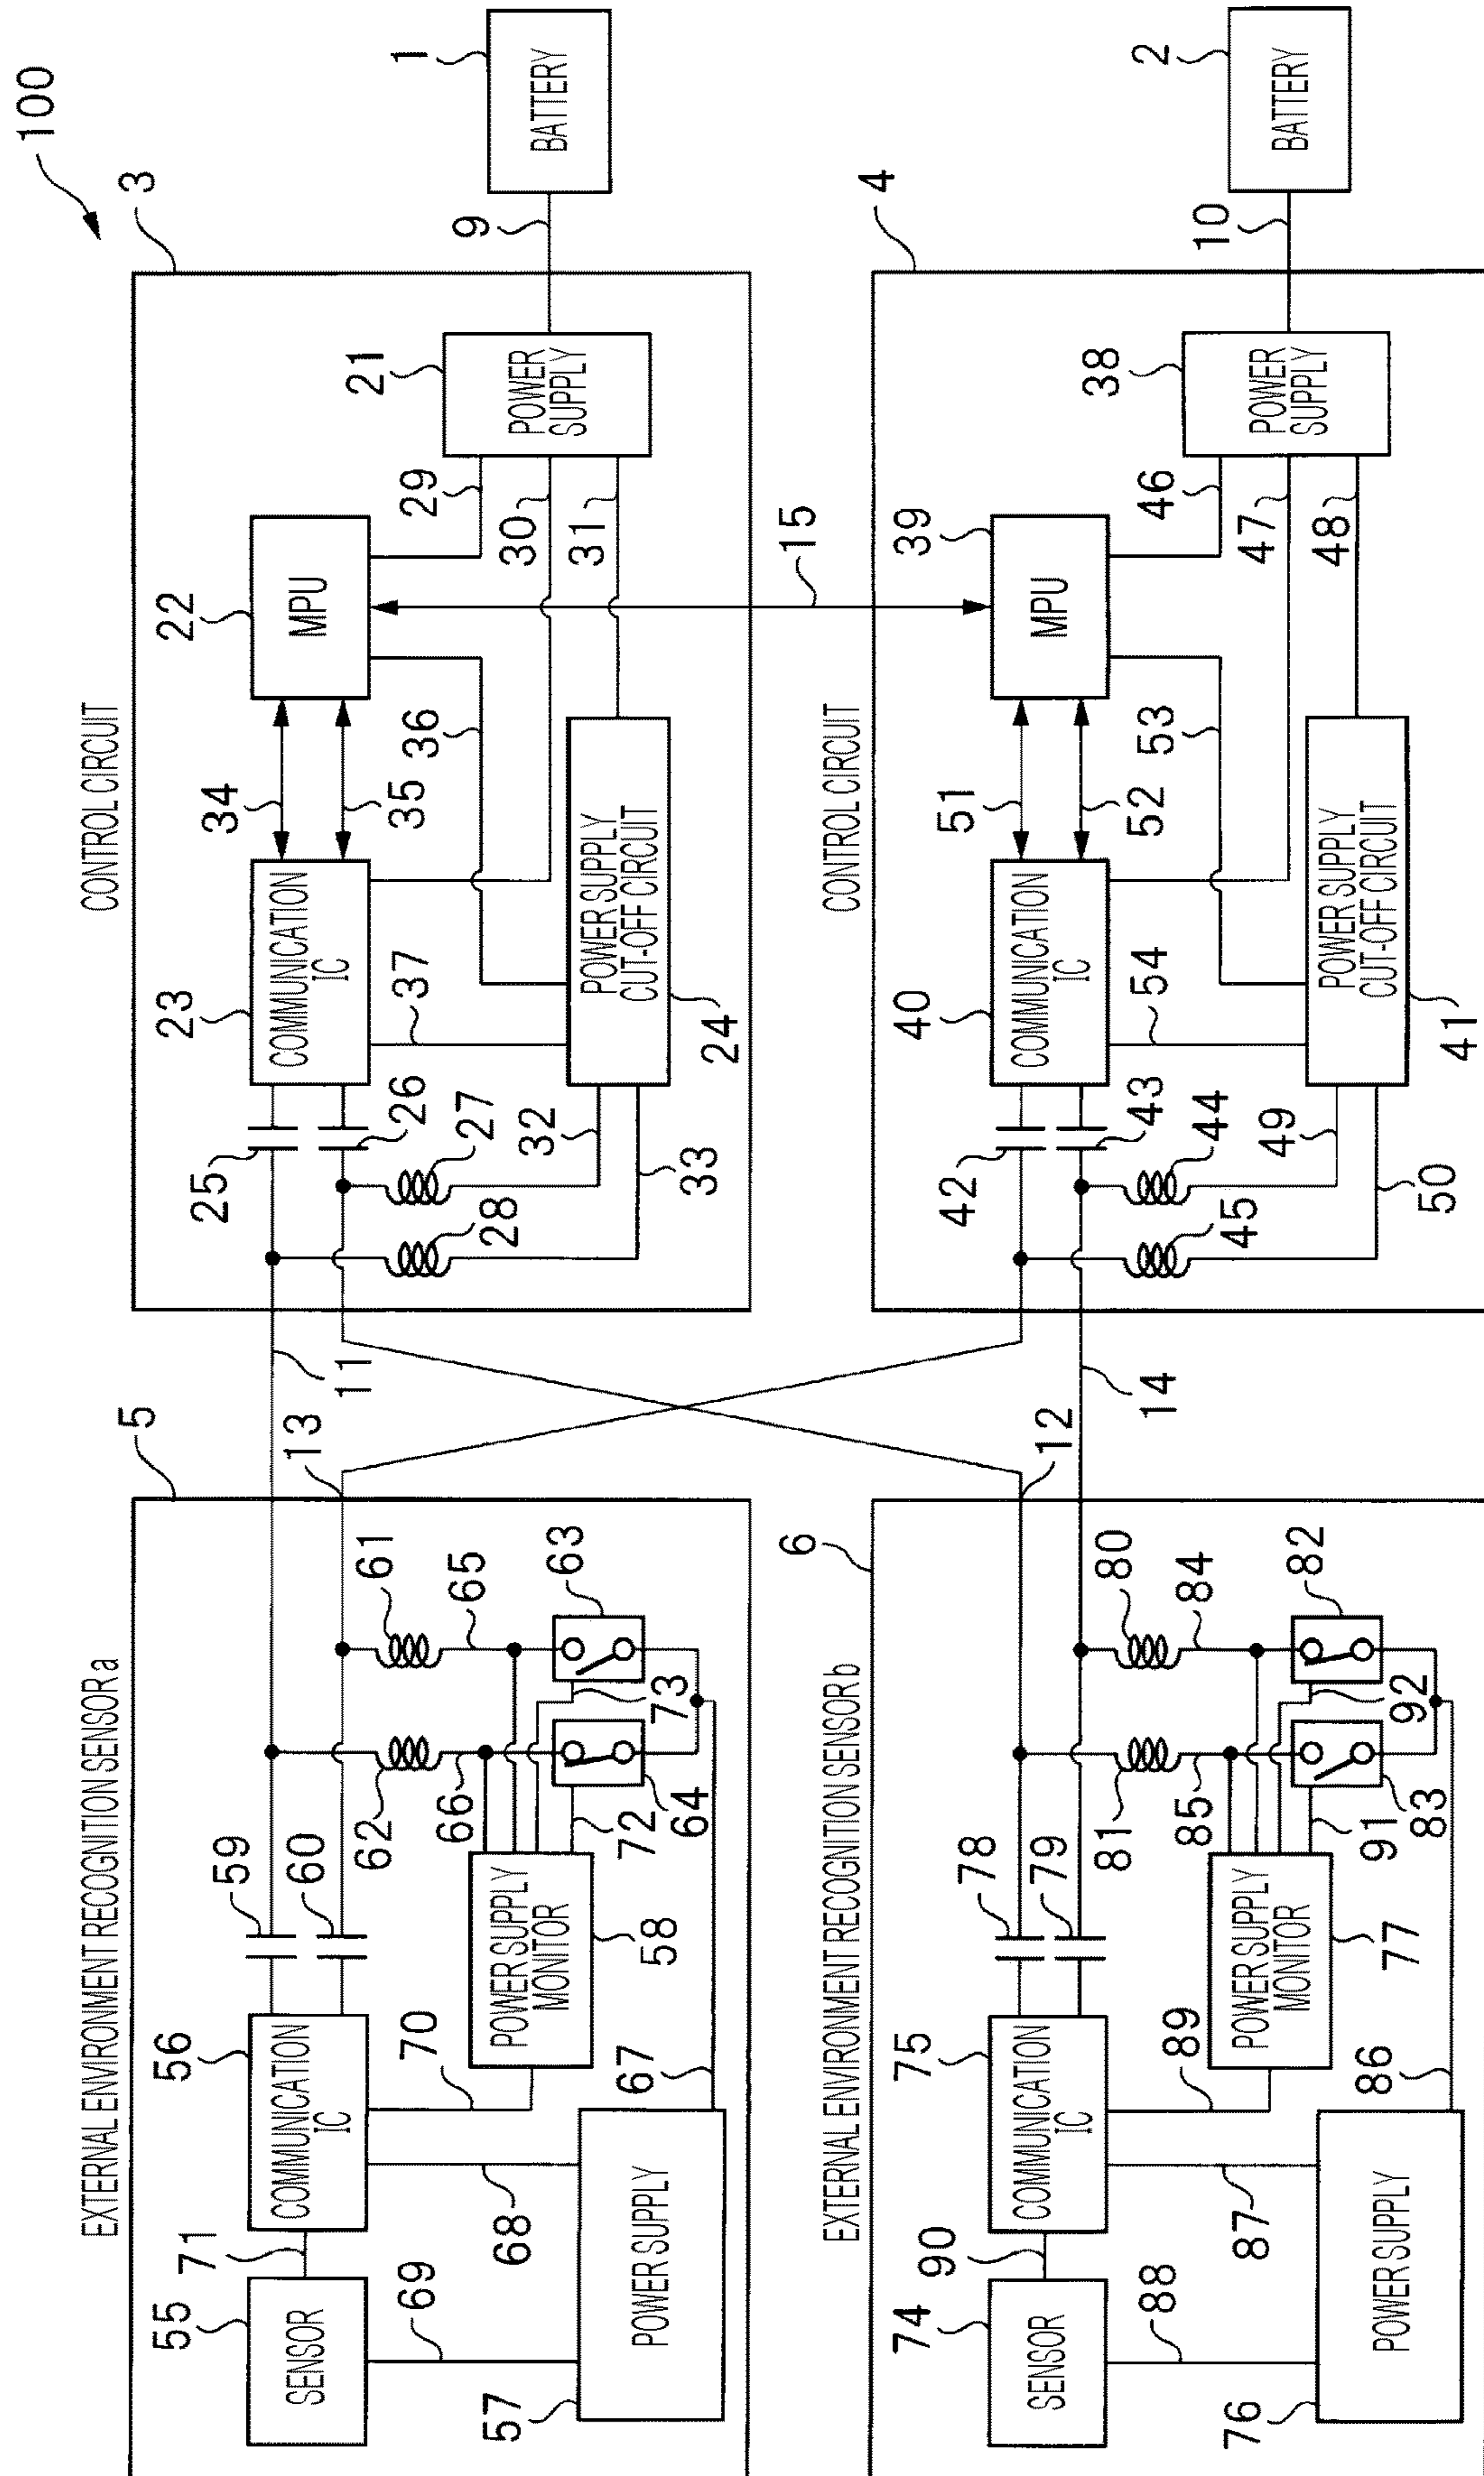 100
EXTERNAL ENVIRONMENT RECOGNITION SENSOR a
5
55
SENSOR
71
56
COMMUNICATION
IC
59
60
69
68
70
57
POWER SUPPLY
67
POWER SUPPLY
MONITOR
58
62
66
72
64
61
65
73
63
13
11
CONTROL CIRCUIT
3
25
26
28
27
32
33
23
COMMUNICATION
IC
37
34
35
36
22
MPU
24
POWER SUPPLY
CUT-OFF CIRCUIT
29
30
31
21
POWER
SUPPLY
9
1
BATTERY
15
EXTERNAL ENVIRONMENT RECOGNITION SENSOR b
6
74
SENSOR
90
75
COMMUNICATION
IC
78
79
88
87
89
76
POWER SUPPLY
86
POWER SUPPLY
MONITOR
77
81
85
91
83
80
84
92
82
12
14
CONTROL CIRCUIT
4
42
43
45
44
49
50
40
COMMUNICATION
IC
54
51
52
53
39
MPU
41
POWER SUPPLY
CUT-OFF CIRCUIT
46
47
48
38
POWER
SUPPLY
10
2
BATTERY